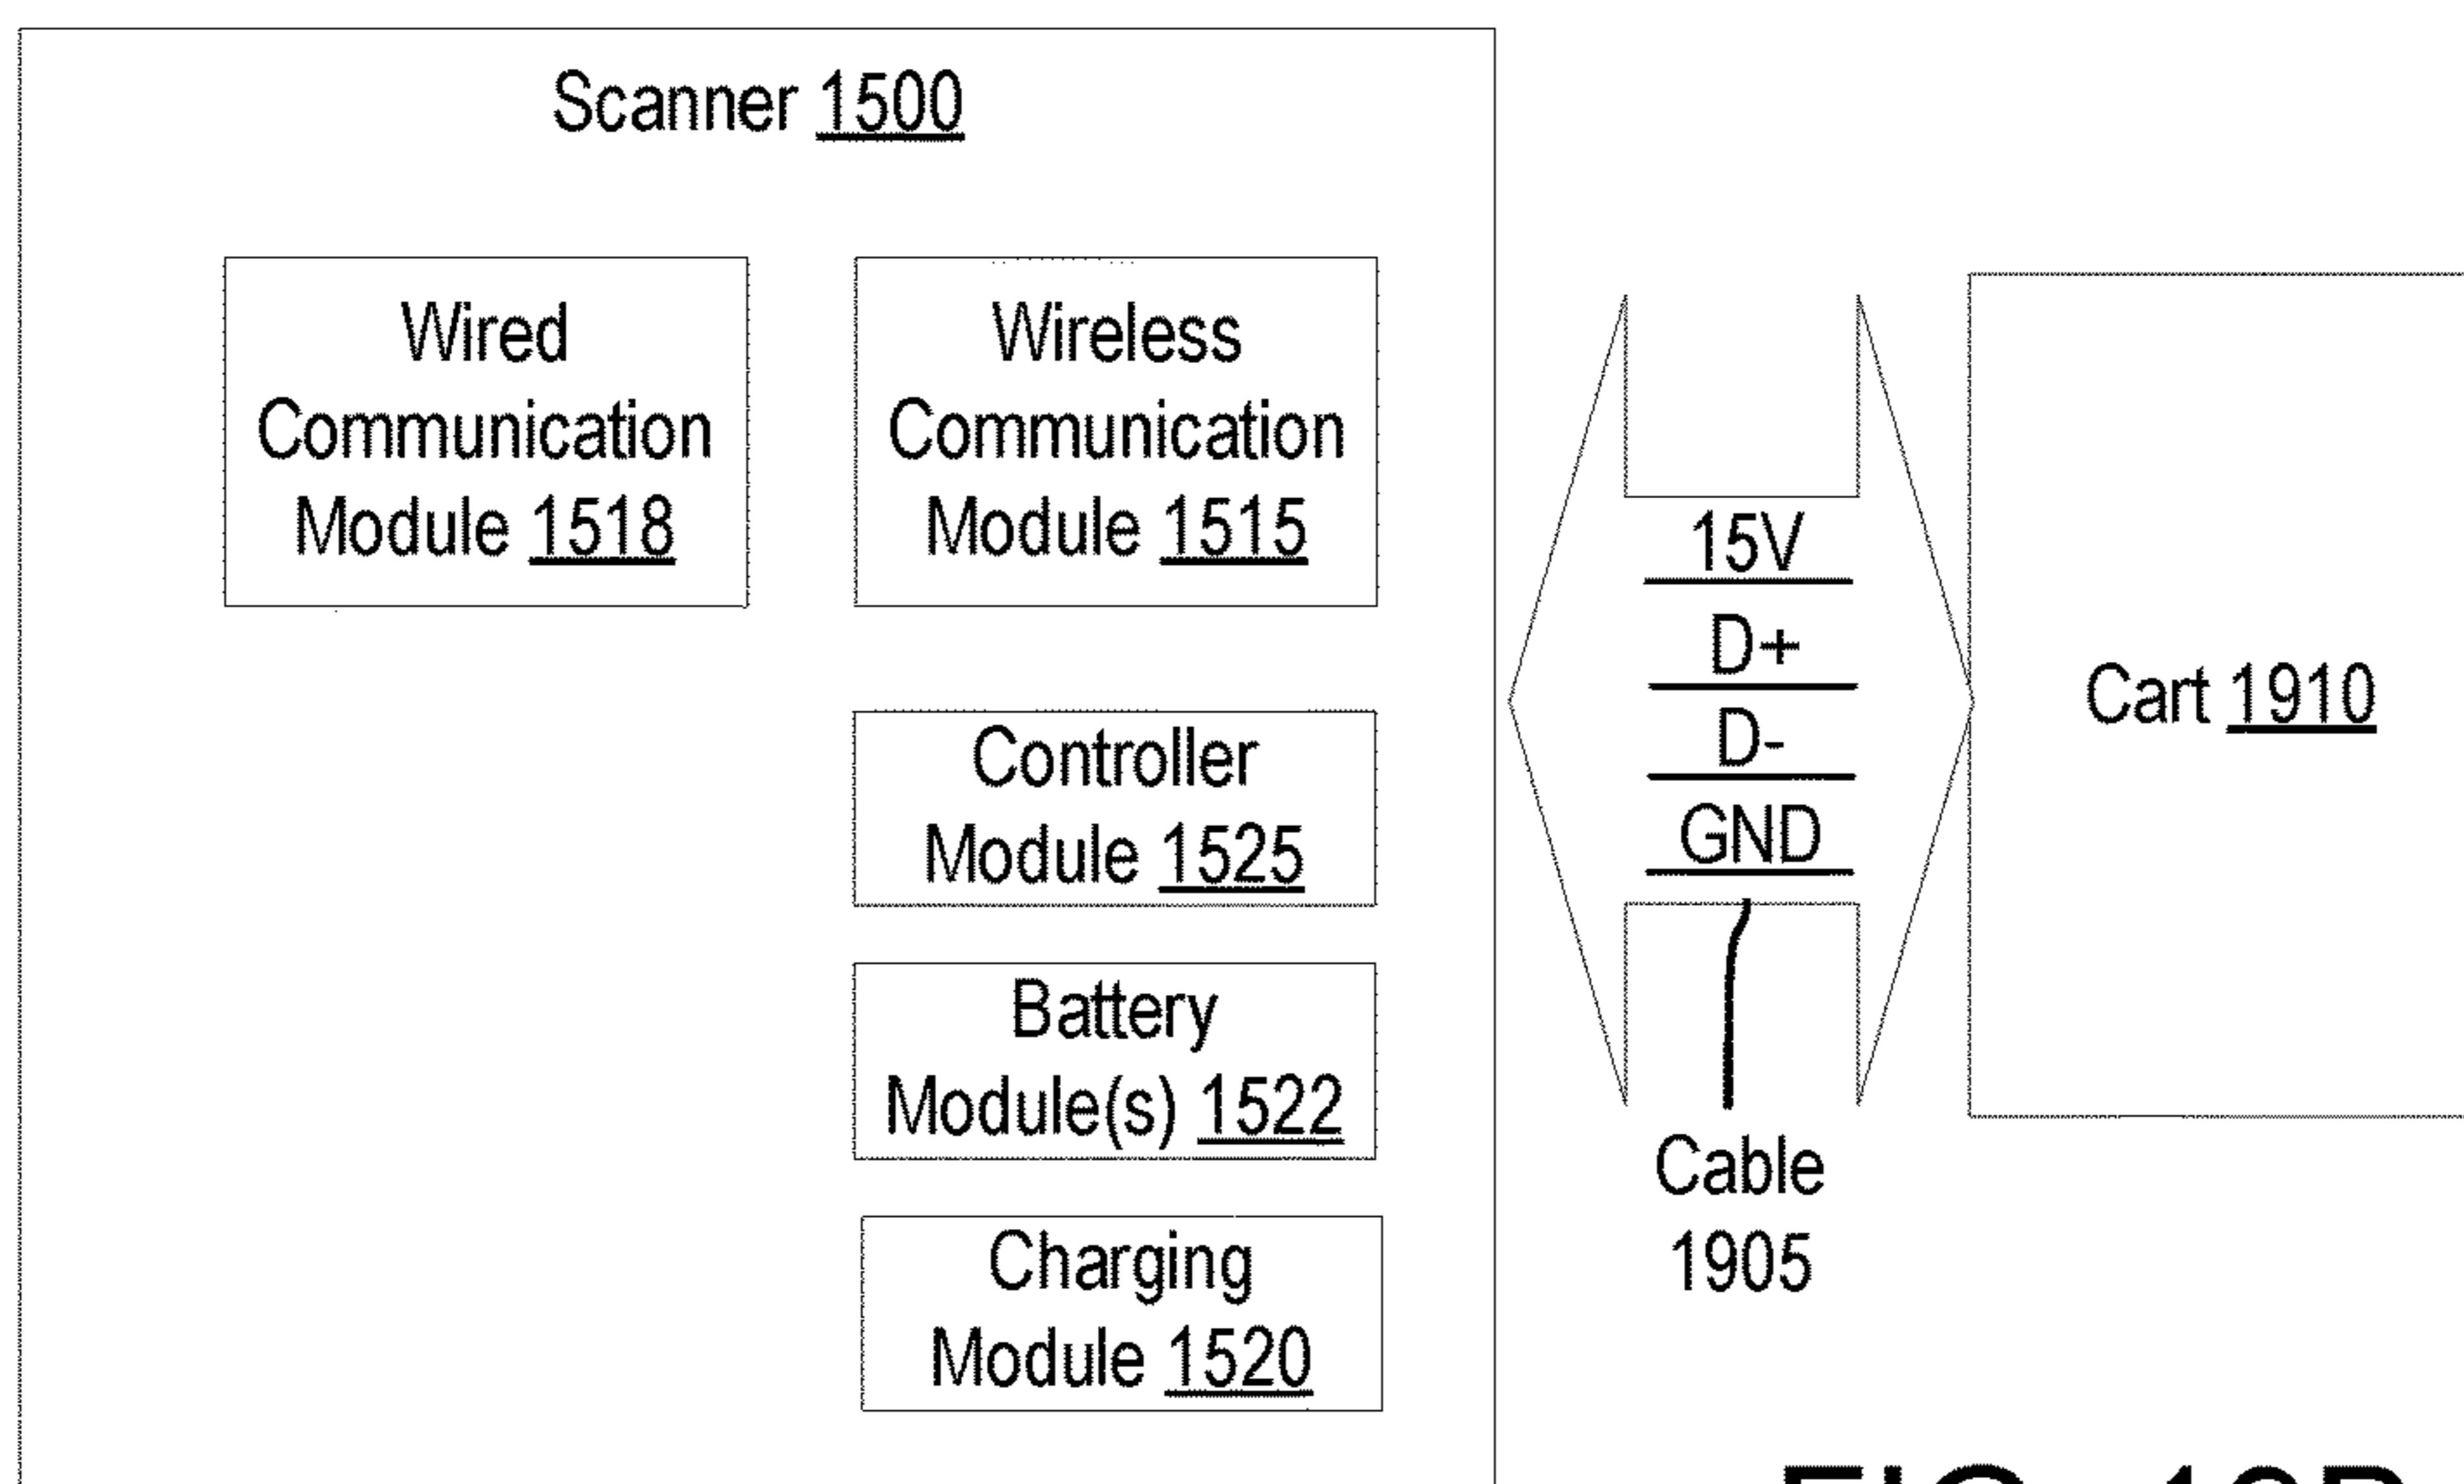 Scanner 1500
Wired
Communication
Module 1518
Wireless
Communication
Module 1515
Controller
Module 1525
Battery
Module(s) 1522
Charging
Module 1520
15V
D+
D-
GND
Cable
1905
Cart 1910